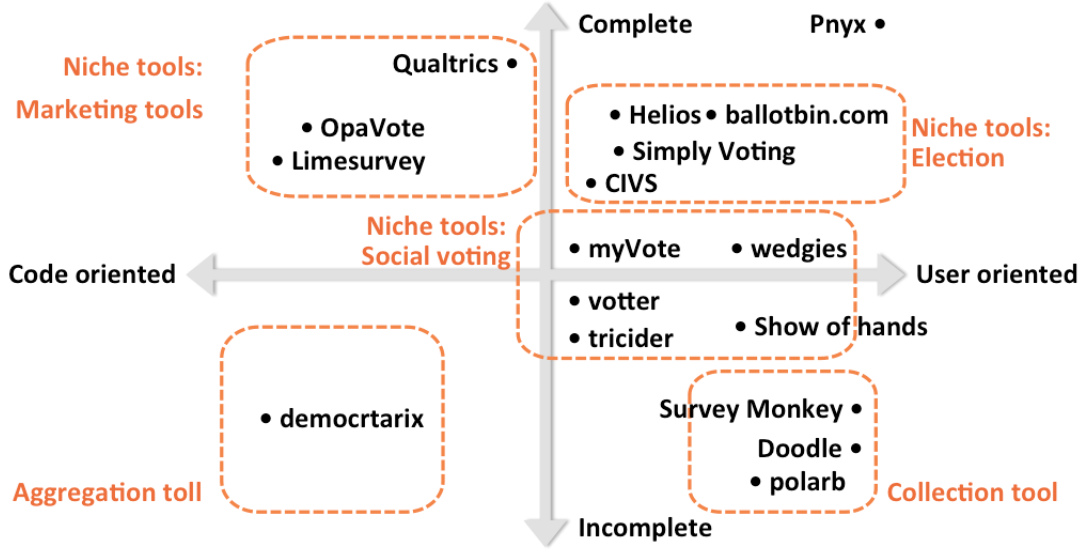 Complete
Pnyx
Niche tools:
Marketing tools
Qualtrics
OpaVote
Limesurvey
Helios
ballotbin.com
Simply Voting
CIVS
Niche tools:
Election
Niche tools:
Social voting
myVote
wedgies
Code oriented
User oriented
votter
tricider
Show of hands
democrtarix
Aggregation toll
Survey Monkey
Doodle
polarb
Collection tool
Incomplete